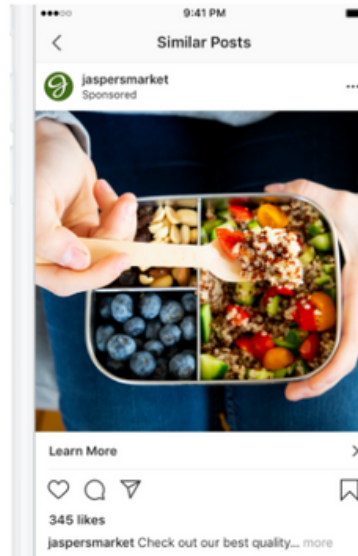 9:41 PM
Similar Posts
jaspersmarket
Sponsored
Learn More
345 likes
jaspersmarket Check out our best quality... more